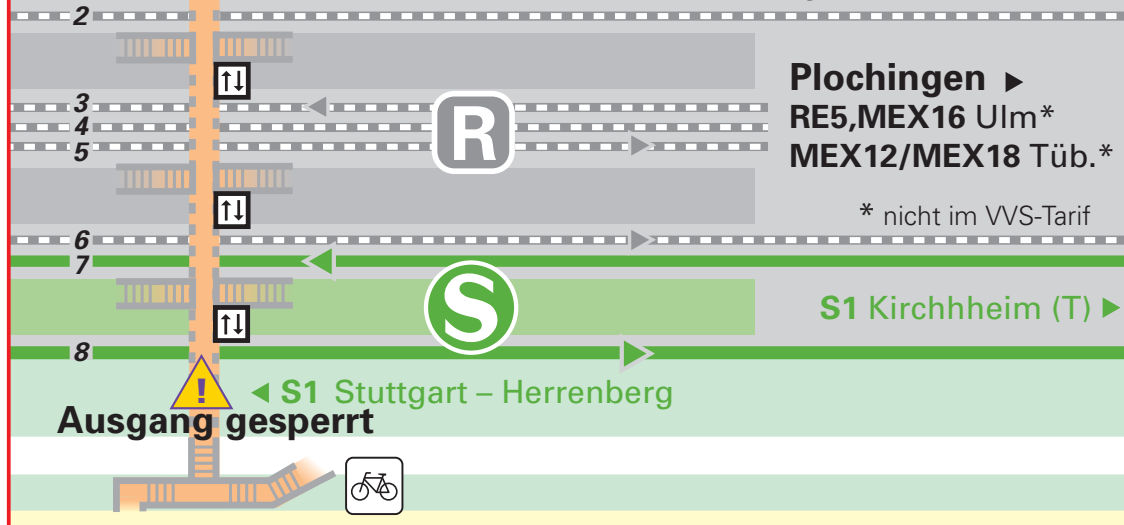 2
3
4
5
R
Plochingen
RE5,MEX16 Ulm*
MEX12/MEX18 Tüb.*
* nicht im VVS-Tarif
6
7
S
S1 Kirchhheim (T)
8
!
S1 Stuttgart – Herrenberg
Ausgang gesperrt